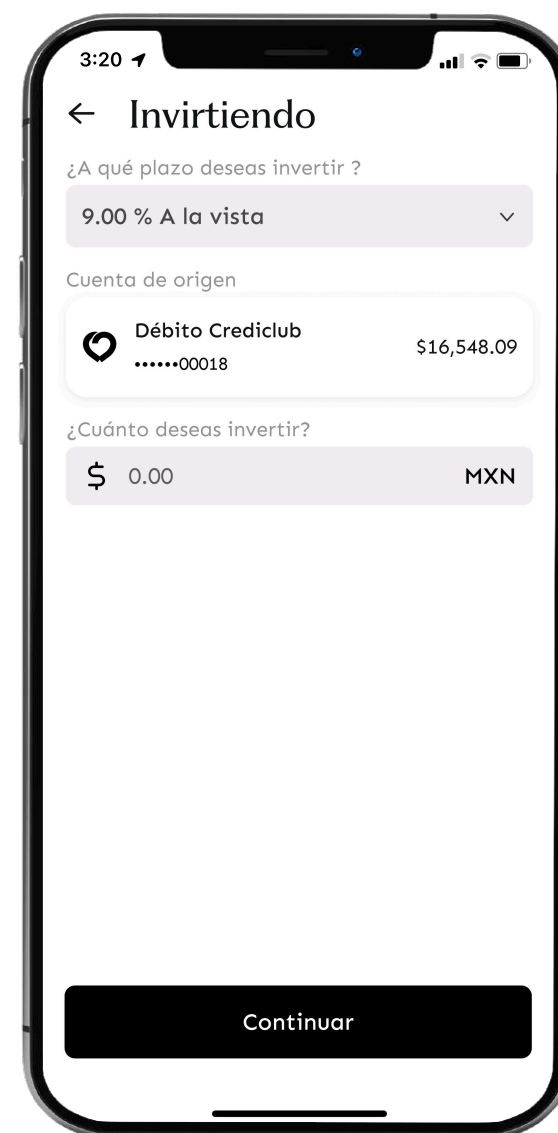 3:20
Invirtiendo
¿A qué plazo deseas invertir ?
9.00 % A la vista
Cuenta de origen
Débito Crediclub
••••••00018
$16,548.09
¿Cuánto deseas invertir?
$ 0.00 MXN
Continuar